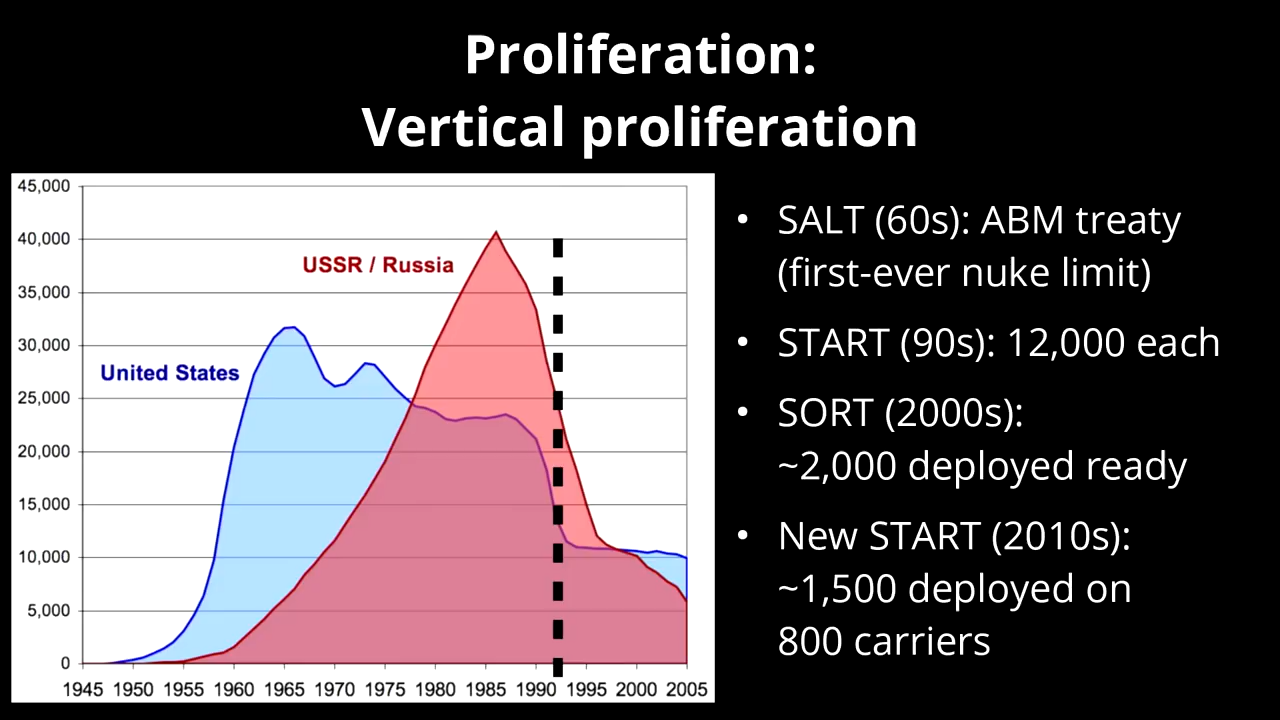 Proliferation:
Vertical proliferation
45,000
40,000
35,000
30,000
25,000
20,000
15,000
10,000
5,000
0
USSR / Russia
United States
1945 1950 1955 1960 1965 1970 1975 1980 1985 1990 1995 2000 2005
• SALT (60s): ABM treaty
(first-ever nuke limit)
• START (90s): 12,000 each
• SORT (2000s):
~2,000 deployed ready
• New START (2010s):
~1,500 deployed on
800 carriers